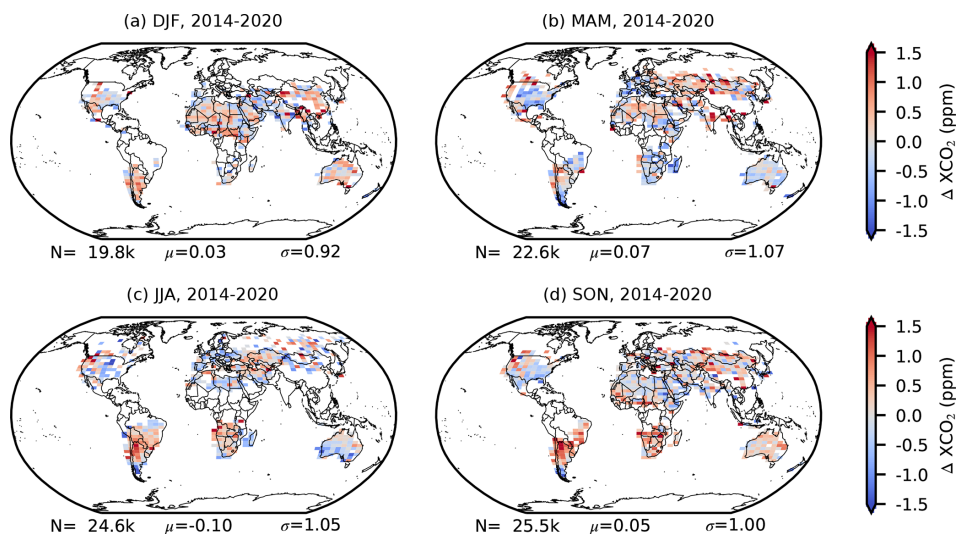 (a) DJF, 2014-2020
(b) MAM, 2014-2020
1.5
1.0
0.5
0.0
-0.5
-1.0
-1.5
Δ XCO₂ (ppm)
N= 19.8k μ=0.03 σ=0.92
N= 22.6k μ=0.07 σ=1.07
(c) JJA, 2014-2020
(d) SON, 2014-2020
1.5
1.0
0.5
0.0
-0.5
-1.0
-1.5
Δ XCO₂ (ppm)
N= 24.6k μ=-0.10 σ=1.05
N= 25.5k μ=0.05 σ=1.00